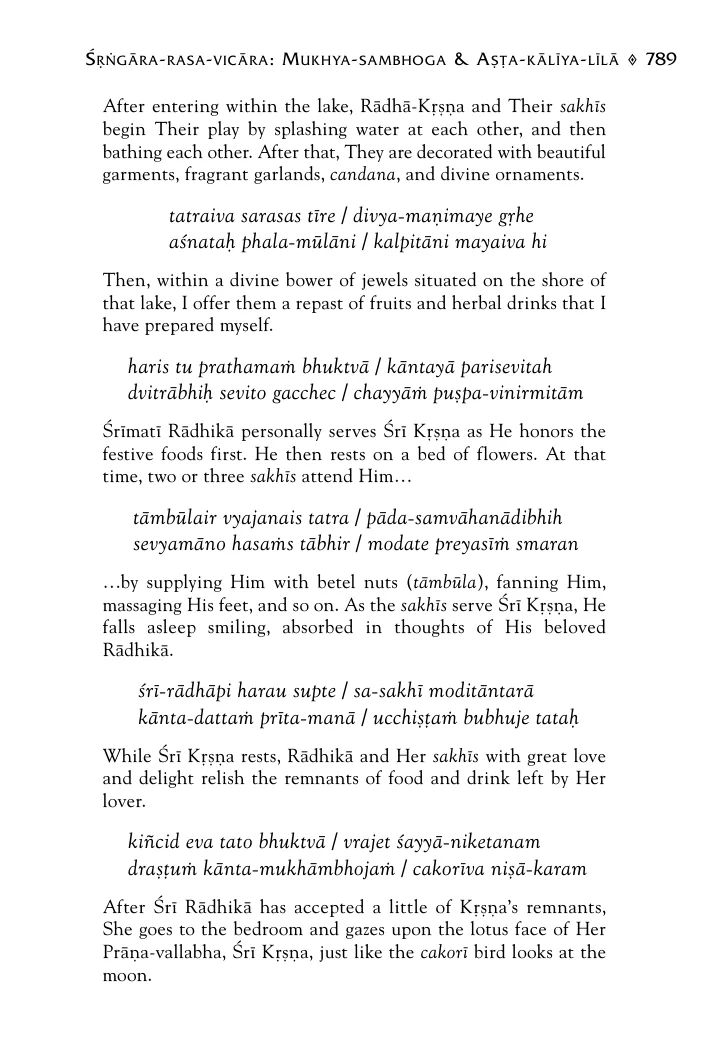 Śṛṅgāra-rasa-vicāra: Mukhya-sambhoga & Aṣṭa-kālīya-līlā ◈ 789
After entering within the lake, Rādhā-Kṛṣṇa and Their sakhīs
begin Their play by splashing water at each other, and then
bathing each other. After that, They are decorated with beautiful
garments, fragrant garlands, candana, and divine ornaments.
tatraiva sarasas tīre / divya-maṇimaye gṛhe
aśnataḥ phala-mūlāni / kalpitāni mayaiva hi
Then, within a divine bower of jewels situated on the shore of
that lake, I offer them a repast of fruits and herbal drinks that I
have prepared myself.
haris tu prathamaṁ bhuktvā / kāntayā parisevitah
dvitrābhiḥ sevito gacchec / chayyāṁ puṣpa-vinirmitām
Śrīmatī Rādhikā personally serves Śrī Kṛṣṇa as He honors the
festive foods first. He then rests on a bed of flowers. At that
time, two or three sakhīs attend Him…
tāmbūlair vyajanais tatra / pāda-samvāhanādibhih
sevyamāno hasaṁs tābhir / modate preyasīṁ smaran
…by supplying Him with betel nuts (tāmbūla), fanning Him,
massaging His feet, and so on. As the sakhīs serve Śrī Kṛṣṇa, He
falls asleep smiling, absorbed in thoughts of His beloved
Rādhikā.
śrī-rādhāpi harau supte / sa-sakhī moditāntarā
kānta-dattaṁ prīta-manā / ucchiṣṭaṁ bubhuje tataḥ
While Śrī Kṛṣṇa rests, Rādhikā and Her sakhīs with great love
and delight relish the remnants of food and drink left by Her
lover.
kiñcid eva tato bhuktvā / vrajet śayyā-niketanam
draṣṭuṁ kānta-mukhāmbhojaṁ / cakorīva niṣā-karam
After Śrī Rādhikā has accepted a little of Kṛṣṇa’s remnants,
She goes to the bedroom and gazes upon the lotus face of Her
Prāṇa-vallabha, Śrī Kṛṣṇa, just like the cakorī bird looks at the
moon.